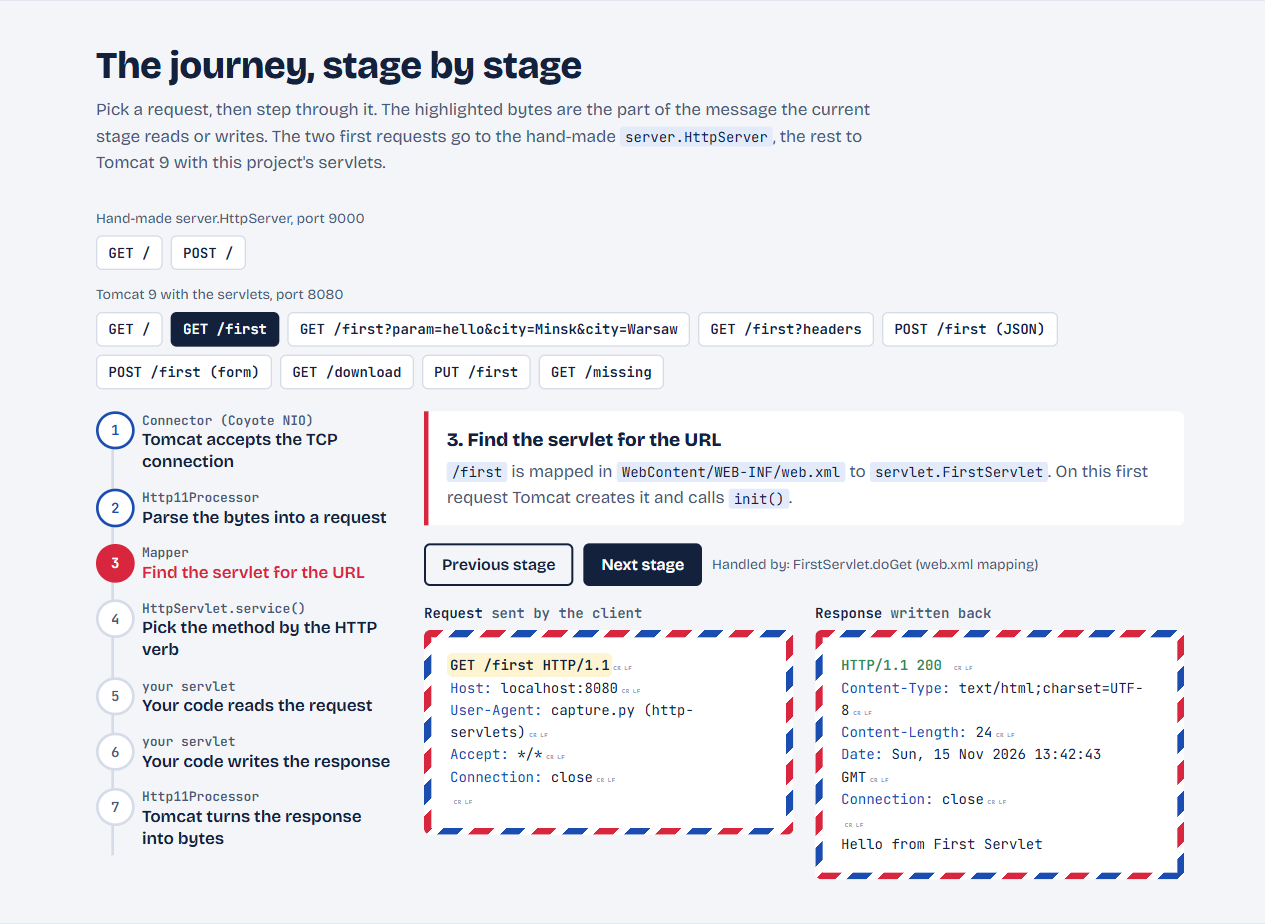 The journey, stage by stage
Pick a request, then step through it. The highlighted bytes are the part of the message the current
stage reads or writes. The two first requests go to the hand-made server.HttpServer, the rest to
Tomcat 9 with this project's servlets.
Hand-made server.HttpServer, port 9000
GET /
POST /
Tomcat 9 with the servlets, port 8080
GET /
GET /first
GET /first?param=hello&city=Minsk&city=Warsaw
GET /first?headers
POST /first (JSON)
POST /first (form)
GET /download
PUT /first
GET /missing
1
Connector (Coyote NIO)
Tomcat accepts the TCP
connection
2
Http11Processor
Parse the bytes into a request
3
Mapper
Find the servlet for the URL
4
HttpServlet.service()
Pick the method by the HTTP
verb
5
your servlet
Your code reads the request
6
your servlet
Your code writes the response
7
Http11Processor
Tomcat turns the response
into bytes
3. Find the servlet for the URL
/first is mapped in WebContent/WEB-INF/web.xml to servlet.FirstServlet. On this first
request Tomcat creates it and calls init().
Previous stage
Next stage
Handled by: FirstServlet.doGet (web.xml mapping)
Request sent by the client
GET /first HTTP/1.1 CR LF
Host: localhost:8080 CR LF
User-Agent: capture.py (http-
servlets) CR LF
Accept: */* CR LF
Connection: close CR LF
CR LF
Response written back
HTTP/1.1 200 CR LF
Content-Type: text/html;charset=UTF-
8 CR LF
Content-Length: 24 CR LF
Date: Sun, 15 Nov 2026 13:42:43
GMT CR LF
Connection: close CR LF
CR LF
Hello from First Servlet